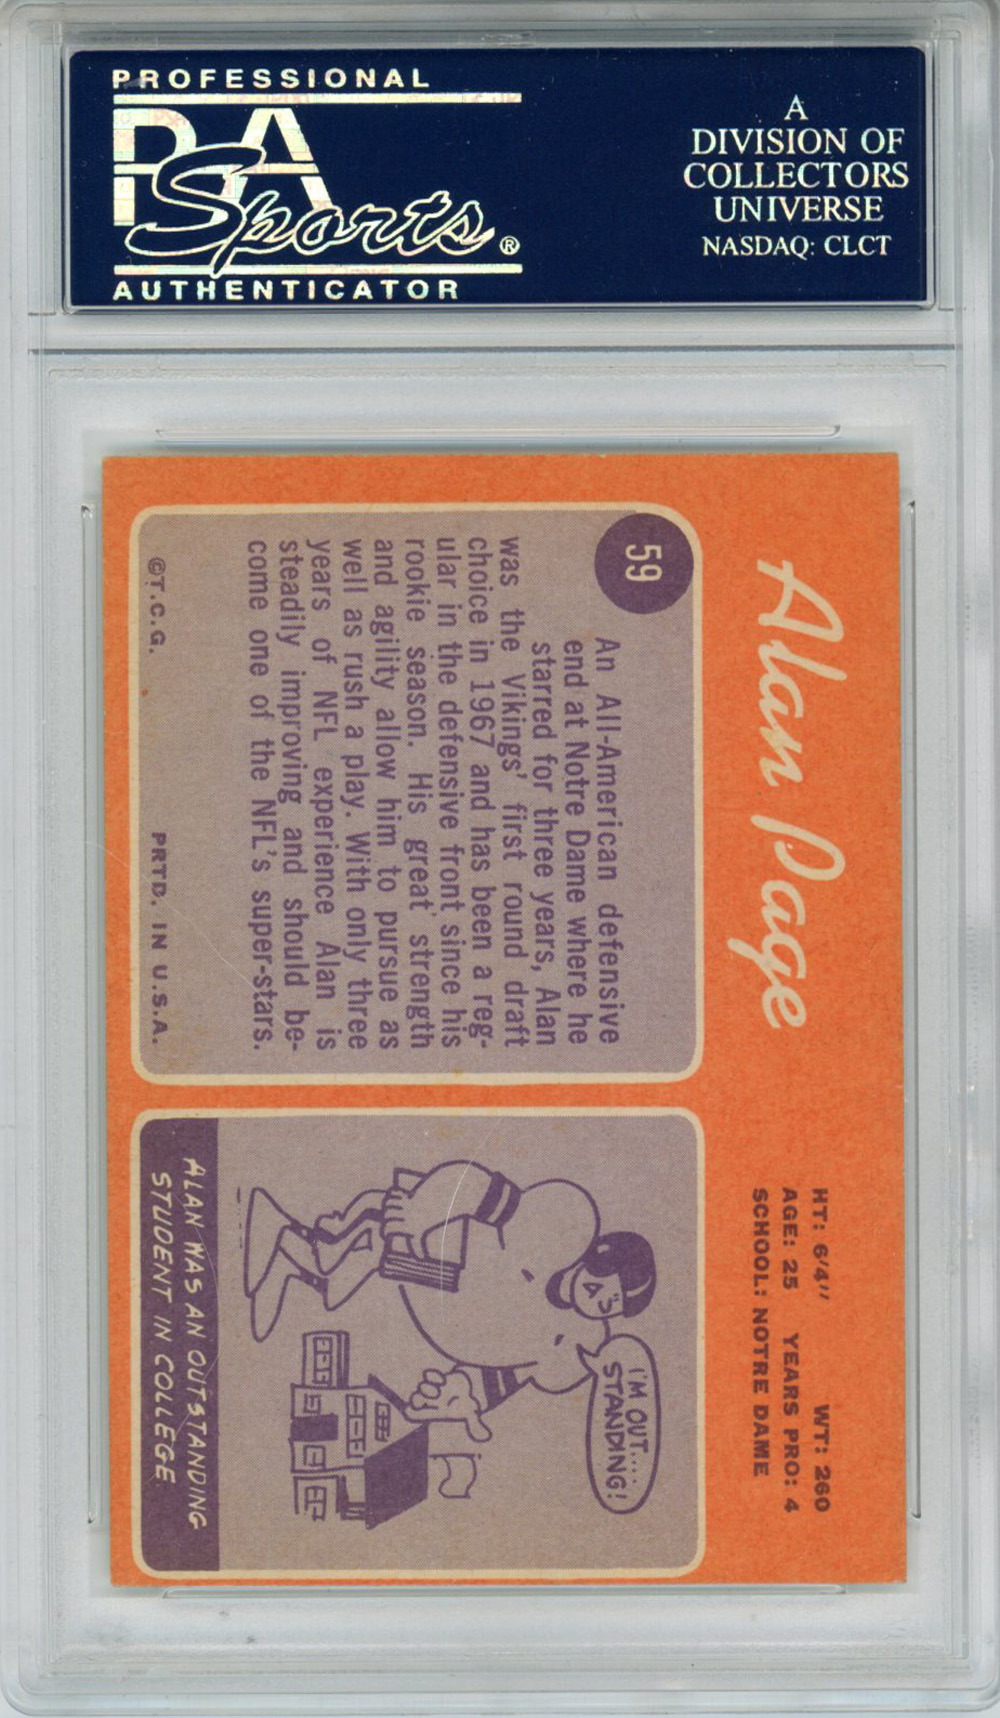 PROFESSIONAL
PSA
Sports®
AUTHENTICATOR
A
DIVISION OF
COLLECTORS
UNIVERSE
NASDAQ: CLCT
Alan Page
HT: 6'4" WT: 260
AGE: 25 YEARS PRO: 4
SCHOOL: NOTRE DAME
59
An All-American defensive
end at Notre Dame where he
starred for three years, Alan
was the Vikings' first round draft
choice in 1967 and has been a reg-
ular in the defensive front since his
rookie season. His great strength
and agility allow him to pursue as
well as rush a play. With only three
years of NFL experience Alan is
steadily improving and should be-
come one of the NFL's super-stars.
©T.C.G. PRTD. IN U.S.A.
I'M OUT....
STANDING!
ALAN WAS AN OUTSTANDING
STUDENT IN COLLEGE.